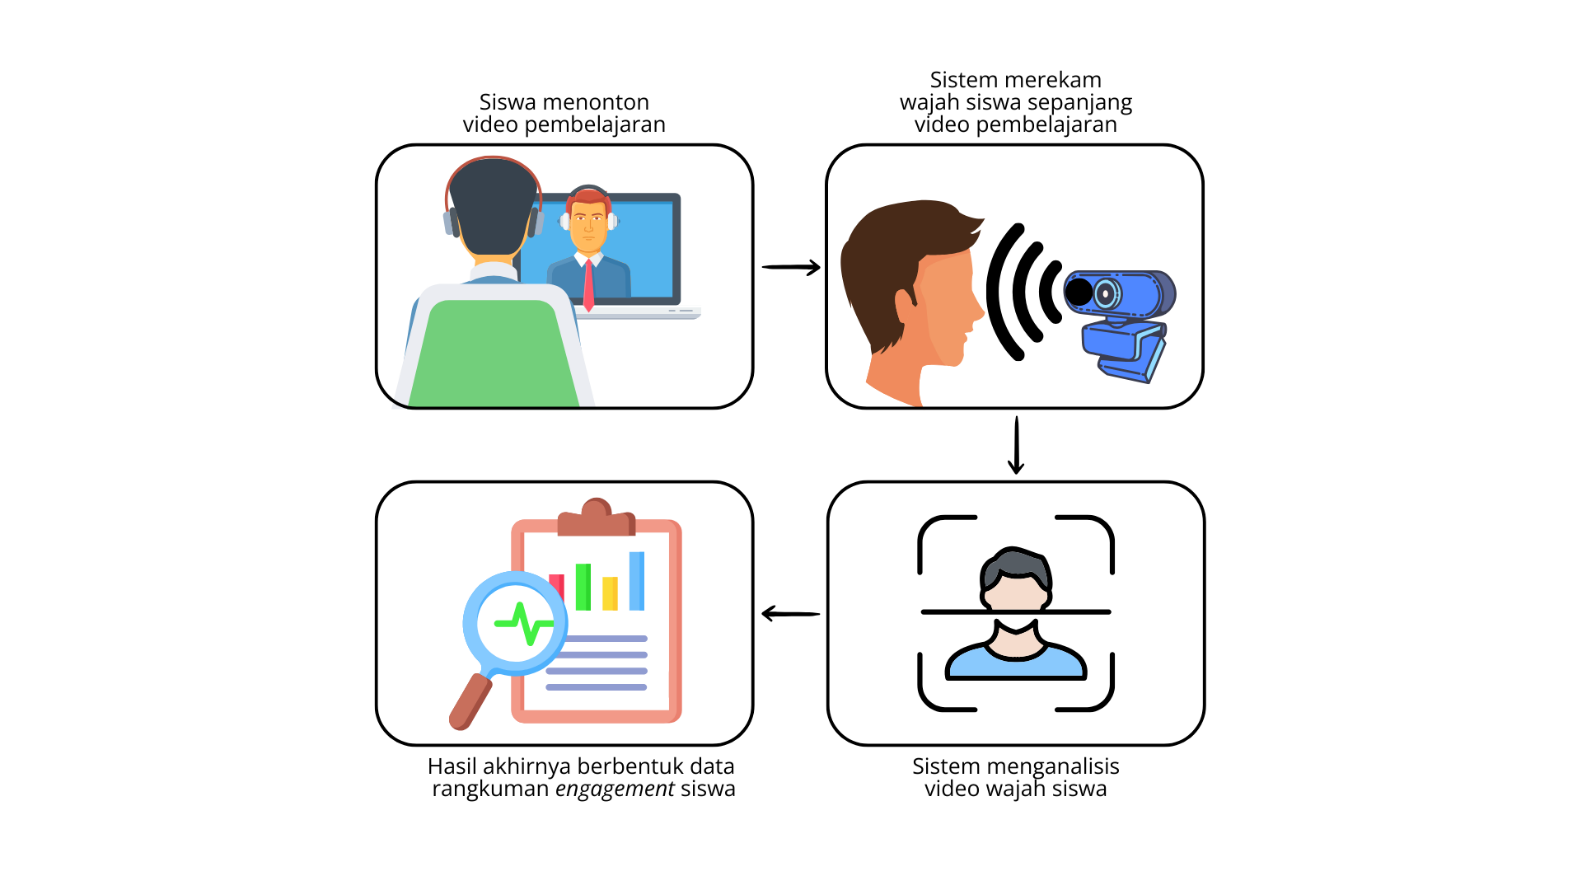 Siswa menonton
video pembelajaran
Sistem merekam
wajah siswa sepanjang
video pembelajaran
Sistem menganalisis
video wajah siswa
Hasil akhirnya berbentuk data
rangkuman engagement siswa